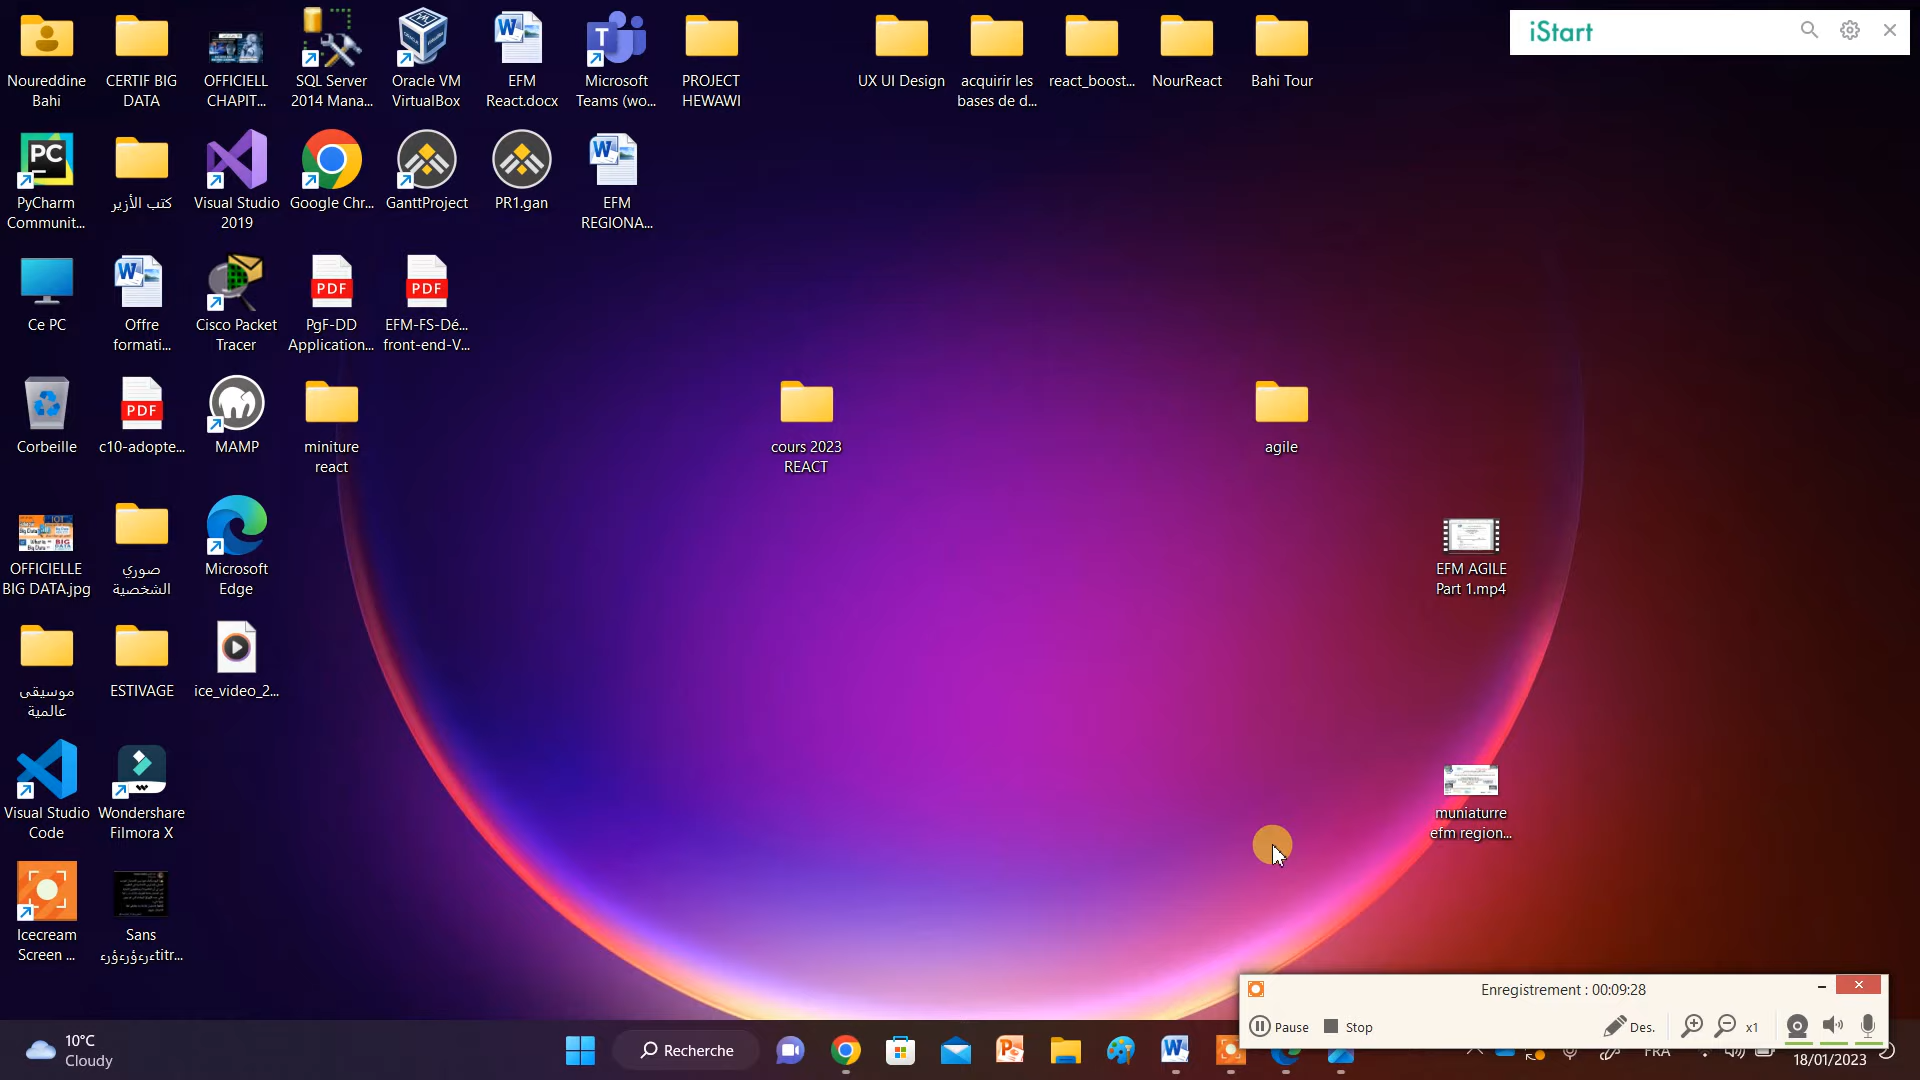 iStart
Noureddine
Bahi
CERTIF BIG
DATA
OFFICIELL
CHAPIT...
SQL Server
2014 Mana...
Oracle VM
VirtualBox
EFM
React.docx
Microsoft
Teams (wo...
PROJECT
HEWAWI
UX UI Design
acquirir les
bases de d...
react_boost...
NourReact
Bahi Tour
PyCharm
Communit...
كتب الأزير
Visual Studio
2019
Google Chr...
GanttProject
PR1.gan
EFM
REGIONA...
Ce PC
Offre
formati...
Cisco Packet
Tracer
PgF-DD
Application...
EFM-FS-Dé...
front-end-V...
Corbeille
c10-adopte...
MAMP
miniture
react
cours 2023
REACT
agile
OFFICIELLE
BIG DATA.jpg
صوري
الشخصية
Microsoft
Edge
EFM AGILE
Part 1.mp4
موسيقى
عالمية
ESTIVAGE
ice_video_2...
Visual Studio
Code
Wondershare
Filmora X
muniaturre
efm region...
Icecream
Screen ...
Sans
Enregistrement : 00:09:28
Pause
Stop
Des.
x1
10°C
Cloudy
Recherche
FRA
18/01/2023